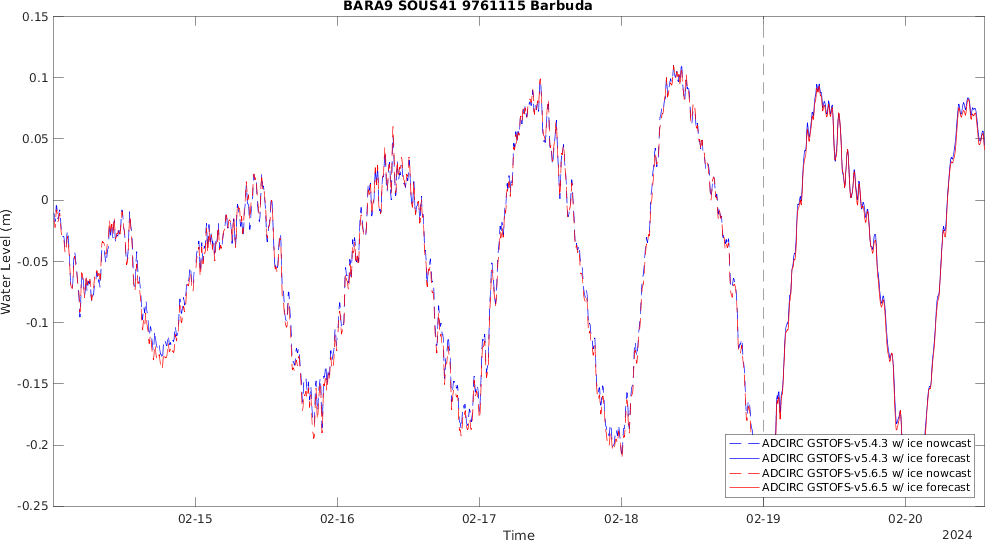 BARA9 SOUS41 9761115 Barbuda
0.15
0.1
0.05
0
-0.05
-0.1
-0.15
-0.2
-0.25
Water Level (m)
ADCIRC GSTOFS-v5.4.3 w/ ice nowcast
ADCIRC GSTOFS-v5.4.3 w/ ice forecast
ADCIRC GSTOFS-v5.6.5 w/ ice nowcast
ADCIRC GSTOFS-v5.6.5 w/ ice forecast
02-15 02-16 02-17 02-18 02-19 02-20
Time
2024